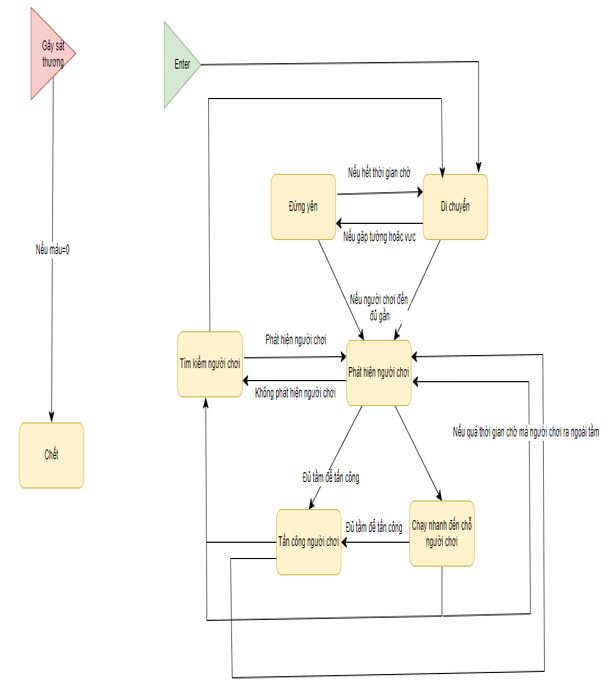 Gây sát
thương
Enter
Nếu hết thời gian chờ
Đứng yên
Di chuyển
Nếu gặp tường hoặc vực
Nếu máu=0
Nếu người chơi đến
đủ gần
Phát hiện người chơi
Tìm kiếm người chơi
Phát hiện người chơi
Không phát hiện người chơi
Nếu quá thời gian chờ mà người chơi ra ngoài tầm
Chết
Đủ tầm để tấn công
Đủ tầm để tấn công
Chạy nhanh đến chỗ
người chơi
Tấn công người chơi